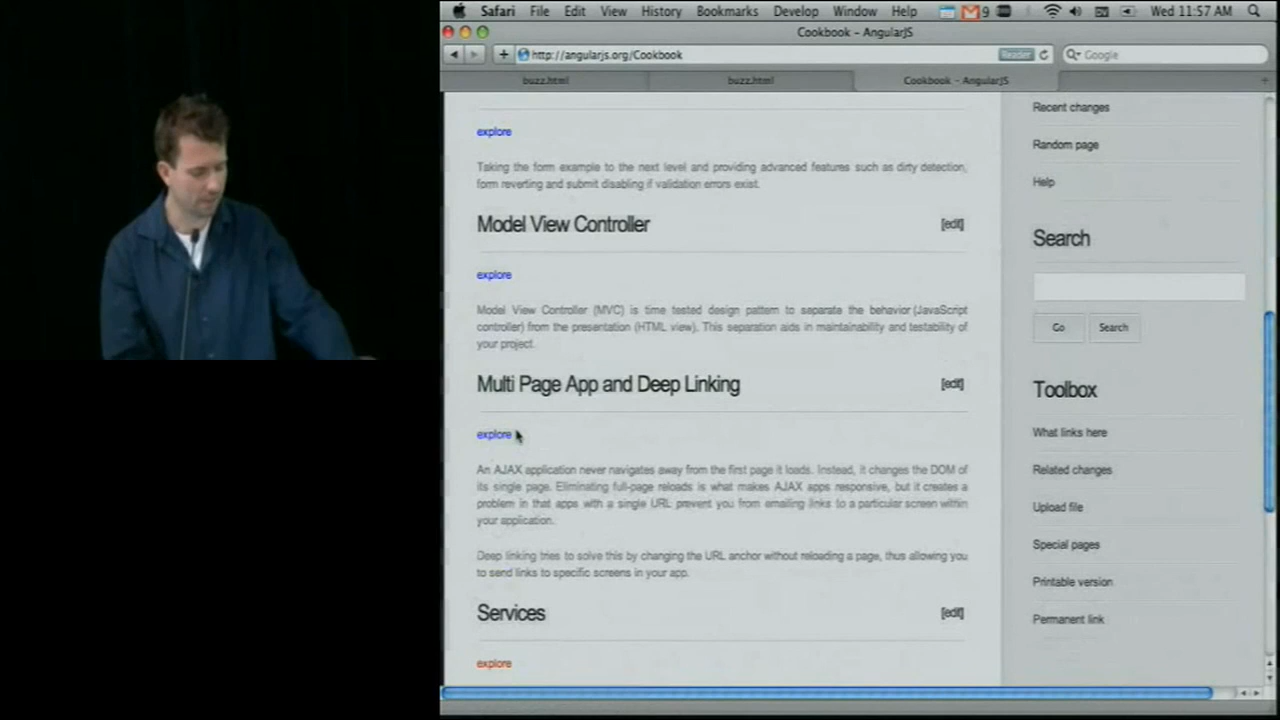 Safari File Edit View History Bookmarks Develop Window Help 9 Wed 11:57 AM
Cookbook - AngularJS
http://angularjs.org/Cookbook Reader Google
buzz.html buzz.html Cookbook - AngularJS
explore
Taking the form example to the next level and providing advanced features such as dirty detection,
form reverting and submit disabling if validation errors exist.
Model View Controller [edit]
explore
Model View Controller (MVC) is time tested design pattern to separate the behavior (JavaScript
controller) from the presentation (HTML view). This separation aids in maintainability and testability of
your project.
Multi Page App and Deep Linking [edit]
explore
An AJAX application never navigates away from the first page it loads. Instead, it changes the DOM of
its single page. Eliminating full-page reloads is what makes AJAX apps responsive, but it creates a
problem in that apps with a single URL prevent you from emailing links to a particular screen within
your application.
Deep linking tries to solve this by changing the URL anchor without reloading a page, thus allowing you
to send links to specific screens in your app.
Services [edit]
explore
Recent changes
Random page
Help
Search
Go Search
Toolbox
What links here
Related changes
Upload file
Special pages
Printable version
Permanent link